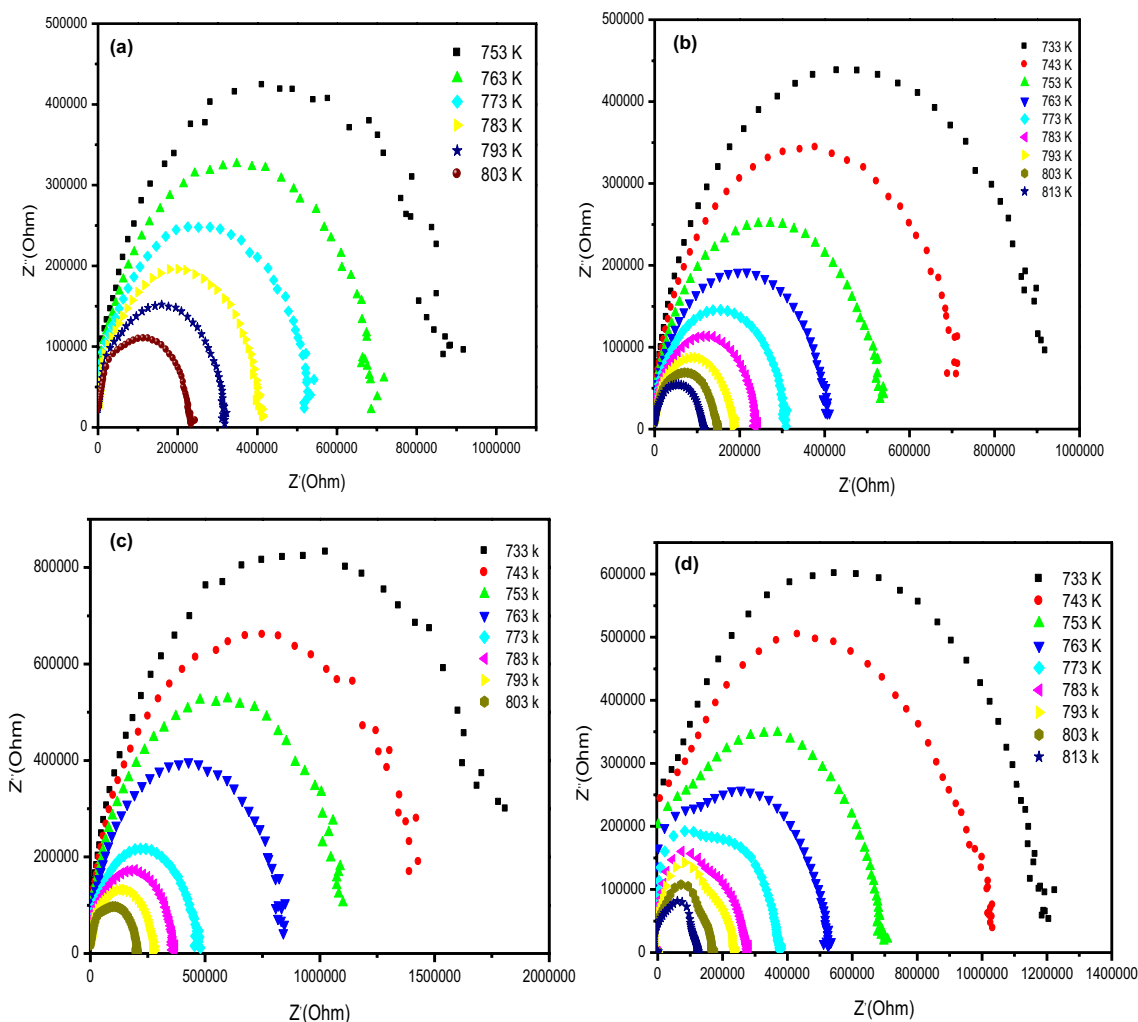 (a)
753 K
763 K
773 K
783 K
793 K
803 K
500000
400000
300000
200000
100000
0
Z''(Ohm)
0
200000
400000
600000
800000
1000000
Z'(Ohm)
(b)
733 K
743 K
753 K
763 K
773 K
783 K
793 K
803 K
813 K
500000
400000
300000
200000
100000
0
Z''(Ohm)
0
200000
400000
600000
800000
1000000
Z'(Ohm)
(c)
733 k
743 k
753 k
763 k
773 k
783 k
793 k
803 k
800000
600000
400000
200000
0
Z''(Ohm)
0
500000
1000000
1500000
2000000
Z'(Ohm)
(d)
733 K
743 K
753 K
763 K
773 K
783 k
793 k
803 k
813 k
600000
500000
400000
300000
200000
100000
0
Z''(Ohm)
0
200000
400000
600000
800000
1000000
1200000
1400000
Z'(Ohm)